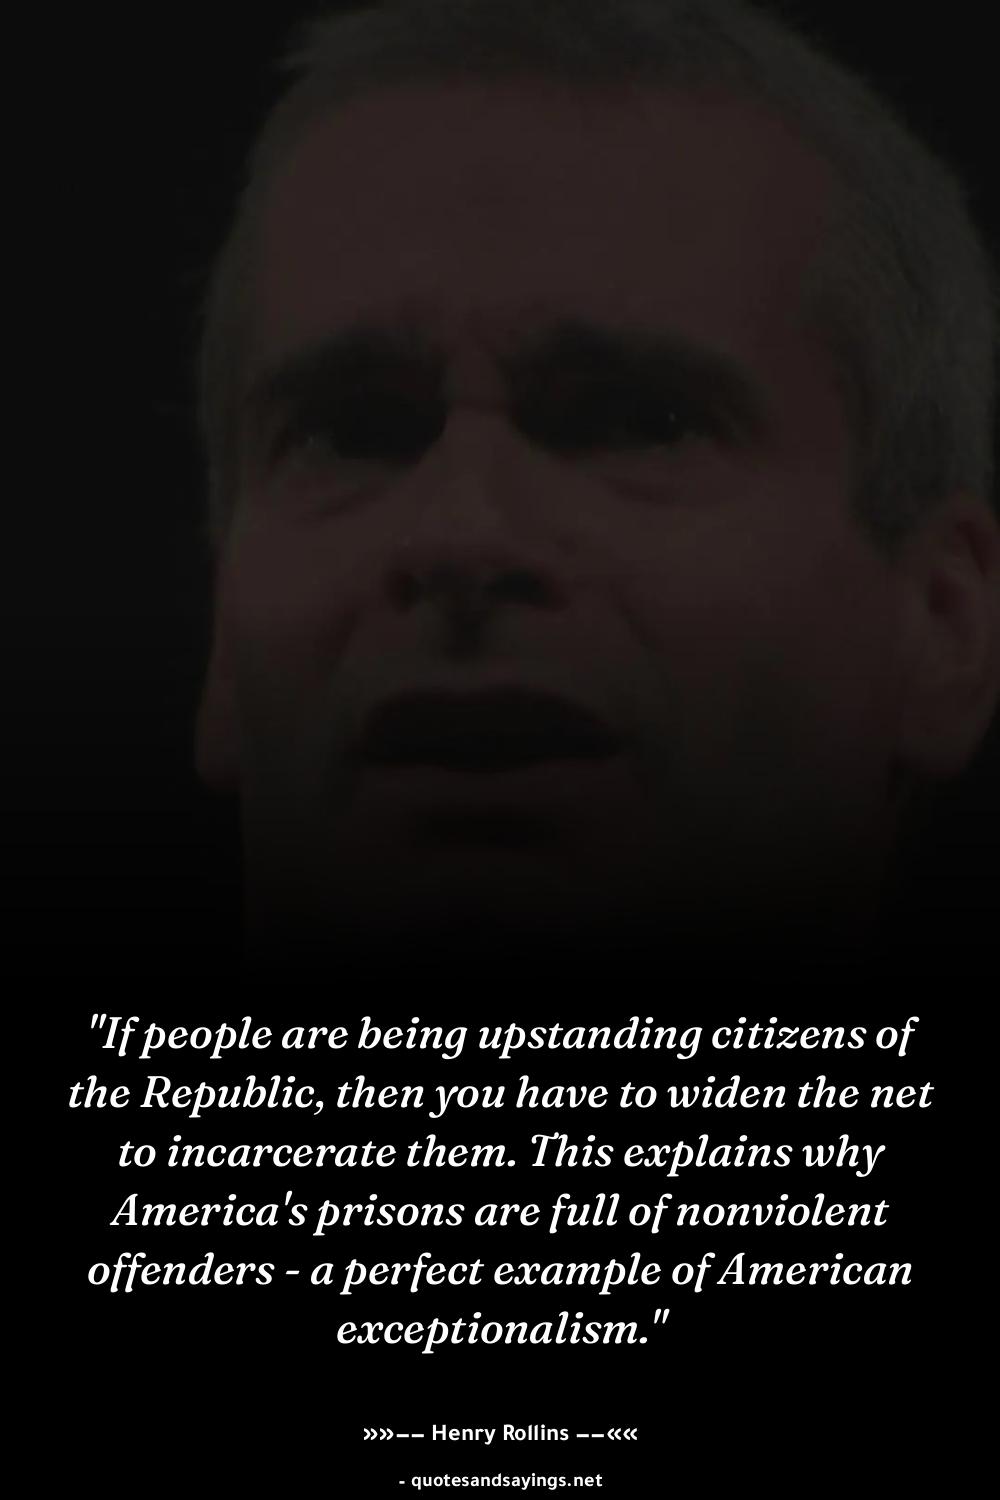 "If people are being upstanding citizens of
the Republic, then you have to widen the net
to incarcerate them. This explains why
America's prisons are full of nonviolent
offenders - a perfect example of American
exceptionalism."
»»−− Henry Rollins −−««
- quotesandsayings.net